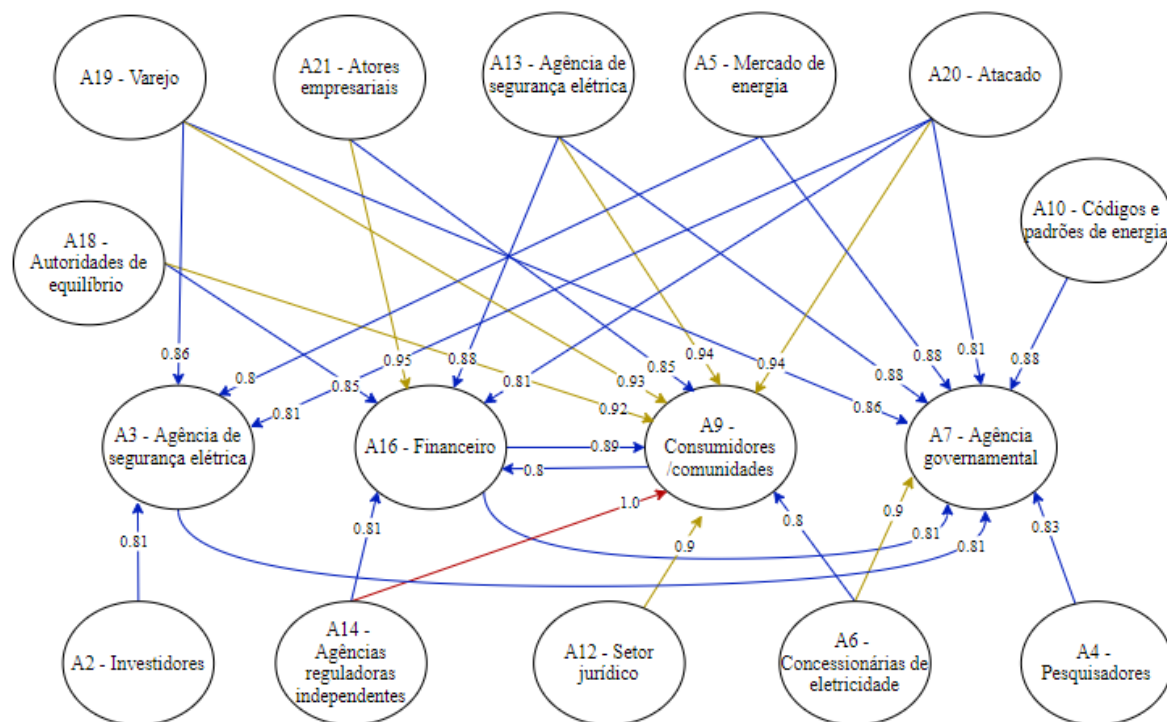 A19 - Varejo
A21 - Atores
empresariais
A13 - Agência de
segurança elétrica
A5 - Mercado de
energia
A20 - Atacado
A18 -
Autoridades de
equilíbrio
A10 - Códigos e
padrões de energia
0.86
0.8
0.81
0.85
0.95
0.88
0.81
0.92
0.93
0.85
0.94
0.94
0.86
0.88
0.88
0.81
0.88
A3 - Agência de
segurança elétrica
A16 - Financeiro
0.89
0.8
A9 -
Consumidores
/comunidades
A7 - Agência
governamental
0.81
0.81
1.0
0.9
0.8
0.9
0.81
0.81
0.83
A2 - Investidores
A14 -
Agências
reguladoras
independentes
A12 - Setor
jurídico
A6 -
Concessionárias de
eletricidade
A4 -
Pesquisadores